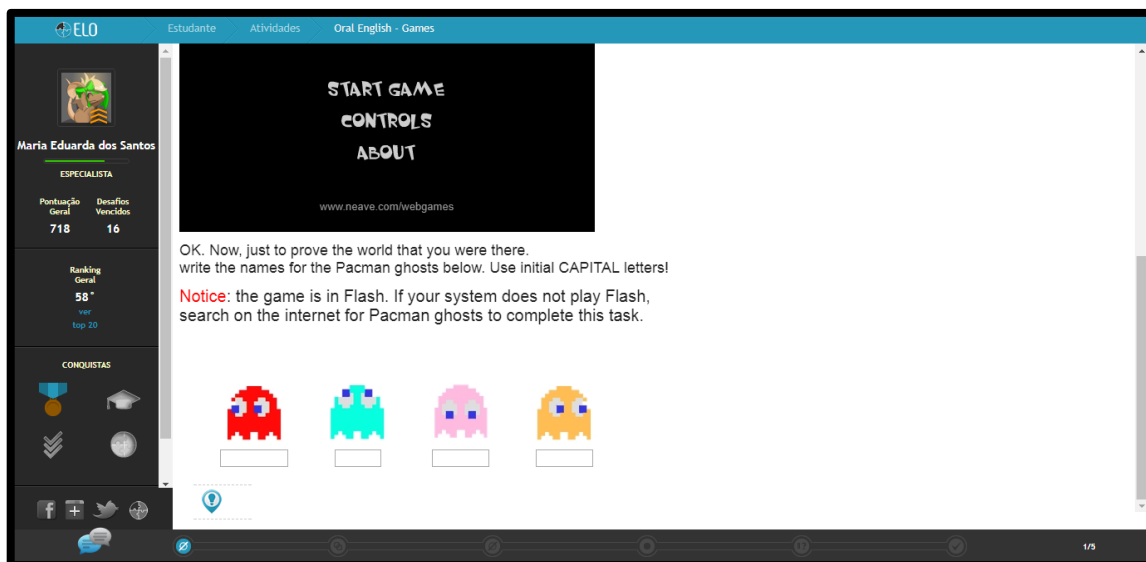 ELO
Estudante Atividades Oral English - Games
Maria Eduarda dos Santos
ESPECIALISTA
Pontuação Geral
718
Desafios Vencidos
16
Ranking
Geral
58°
ver
top 20
CONQUISTAS
START GAME
CONTROLS
ABOUT
www.neave.com/webgames
OK. Now, just to prove the world that you were there.
write the names for the Pacman ghosts below. Use initial CAPITAL letters!
Notice: the game is in Flash. If your system does not play Flash,
search on the internet for Pacman ghosts to complete this task.
1/5